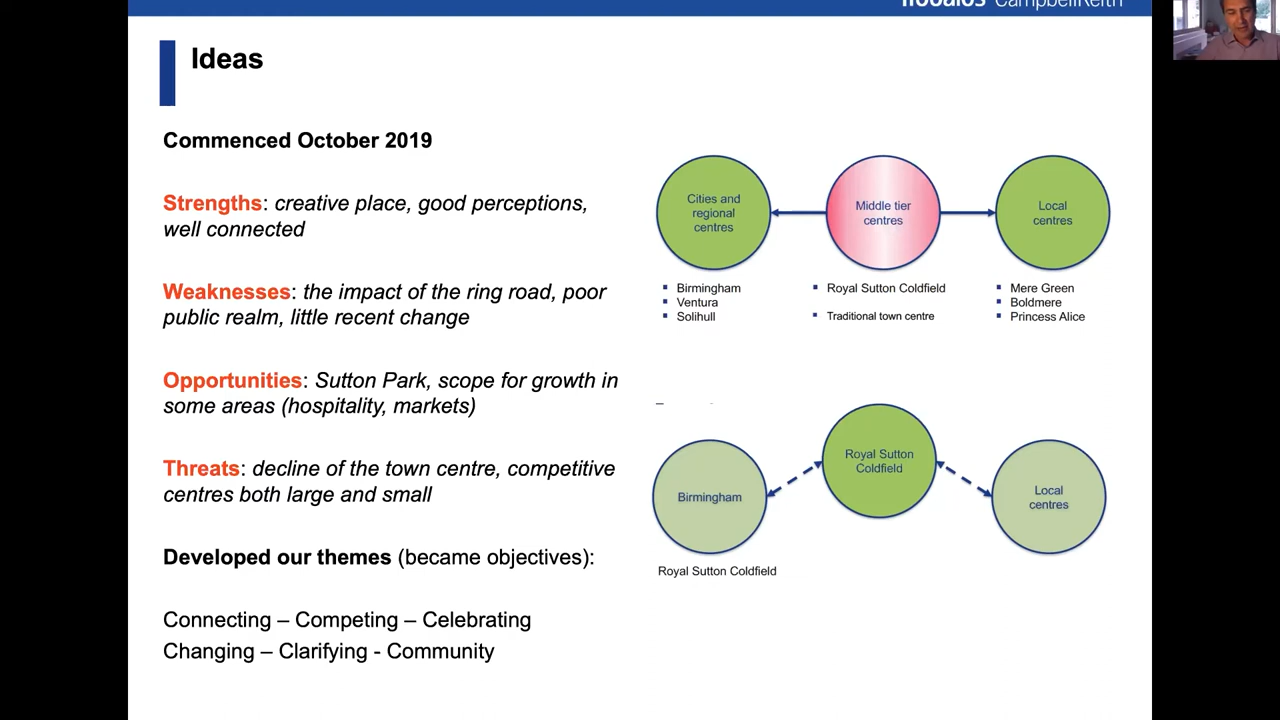 CampbellKeith
Ideas
Commenced October 2019
Strengths: creative place, good perceptions,
well connected
Weaknesses: the impact of the ring road, poor
public realm, little recent change
Opportunities: Sutton Park, scope for growth in
some areas (hospitality, markets)
Threats: decline of the town centre, competitive
centres both large and small
Developed our themes (became objectives):
Connecting – Competing – Celebrating
Changing – Clarifying - Community
Cities and
regional
centres
Middle tier
centres
Local
centres
▪ Birmingham
▪ Ventura
▪ Solihull
▪ Royal Sutton Coldfield
▪ Traditional town centre
▪ Mere Green
▪ Boldmere
▪ Princess Alice
Birmingham
Royal Sutton
Coldfield
Local
centres
Royal Sutton Coldfield